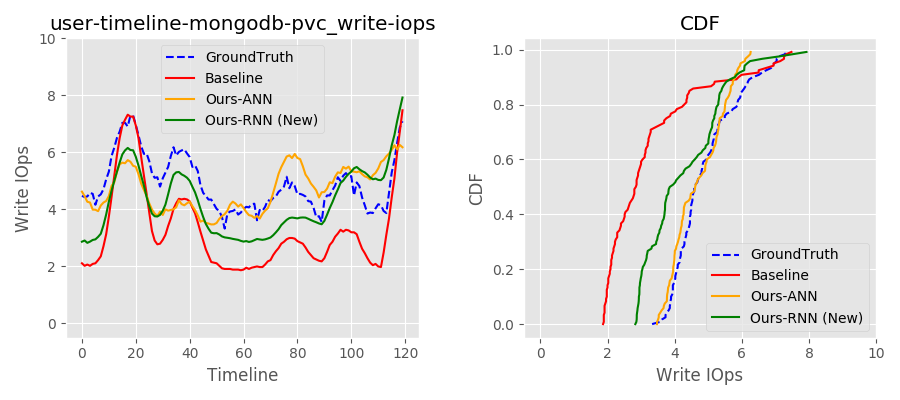 user-timeline-mongodb-pvc_write-iops
10
8
6
4
2
0
Write IOps
0 20 40 60 80 100 120
Timeline
GroundTruth
Baseline
Ours-ANN
Ours-RNN (New)
CDF
1.0
0.8
0.6
0.4
0.2
0.0
CDF
0 2 4 6 8 10
Write IOps
GroundTruth
Baseline
Ours-ANN
Ours-RNN (New)